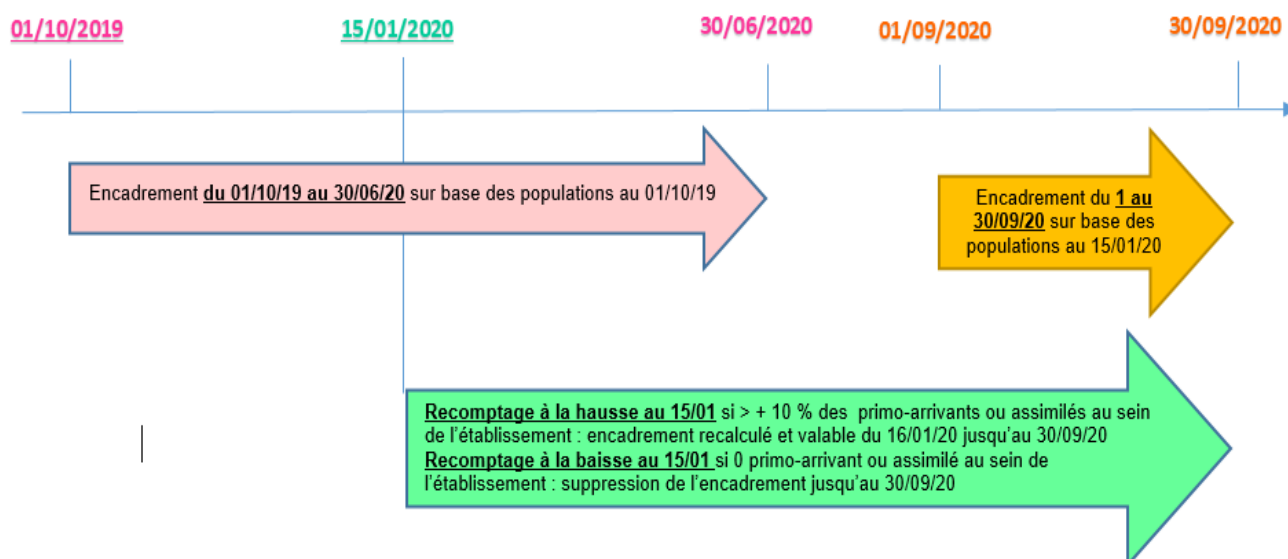 01/10/2019 15/01/2020 30/06/2020 01/09/2020 30/09/2020
Encadrement du 01/10/19 au 30/06/20 sur base des populations au 01/10/19
Encadrement du 1 au
30/09/20 sur base des
populations au 15/01/20
Recomptage à la hausse au 15/01 si > + 10 % des primo-arrivants ou assimilés au sein
de l'établissement : encadrement recalculé et valable du 16/01/20 jusqu'au 30/09/20
Recomptage à la baisse au 15/01 si 0 primo-arrivant ou assimilé au sein de
l'établissement : suppression de l'encadrement jusqu'au 30/09/20